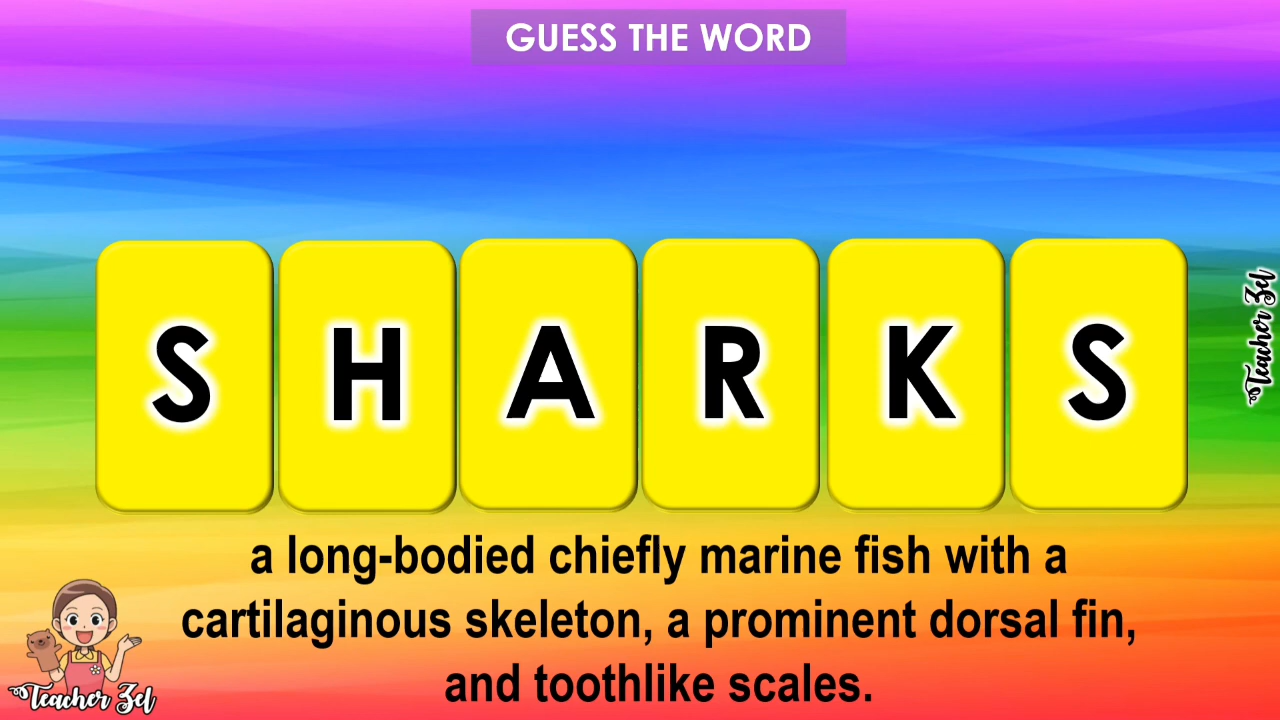 GUESS THE WORD
SHARKS
Teacher Zel
a long-bodied chiefly marine fish with a
cartilaginous skeleton, a prominent dorsal fin,
and toothlike scales.
Teacher Zel